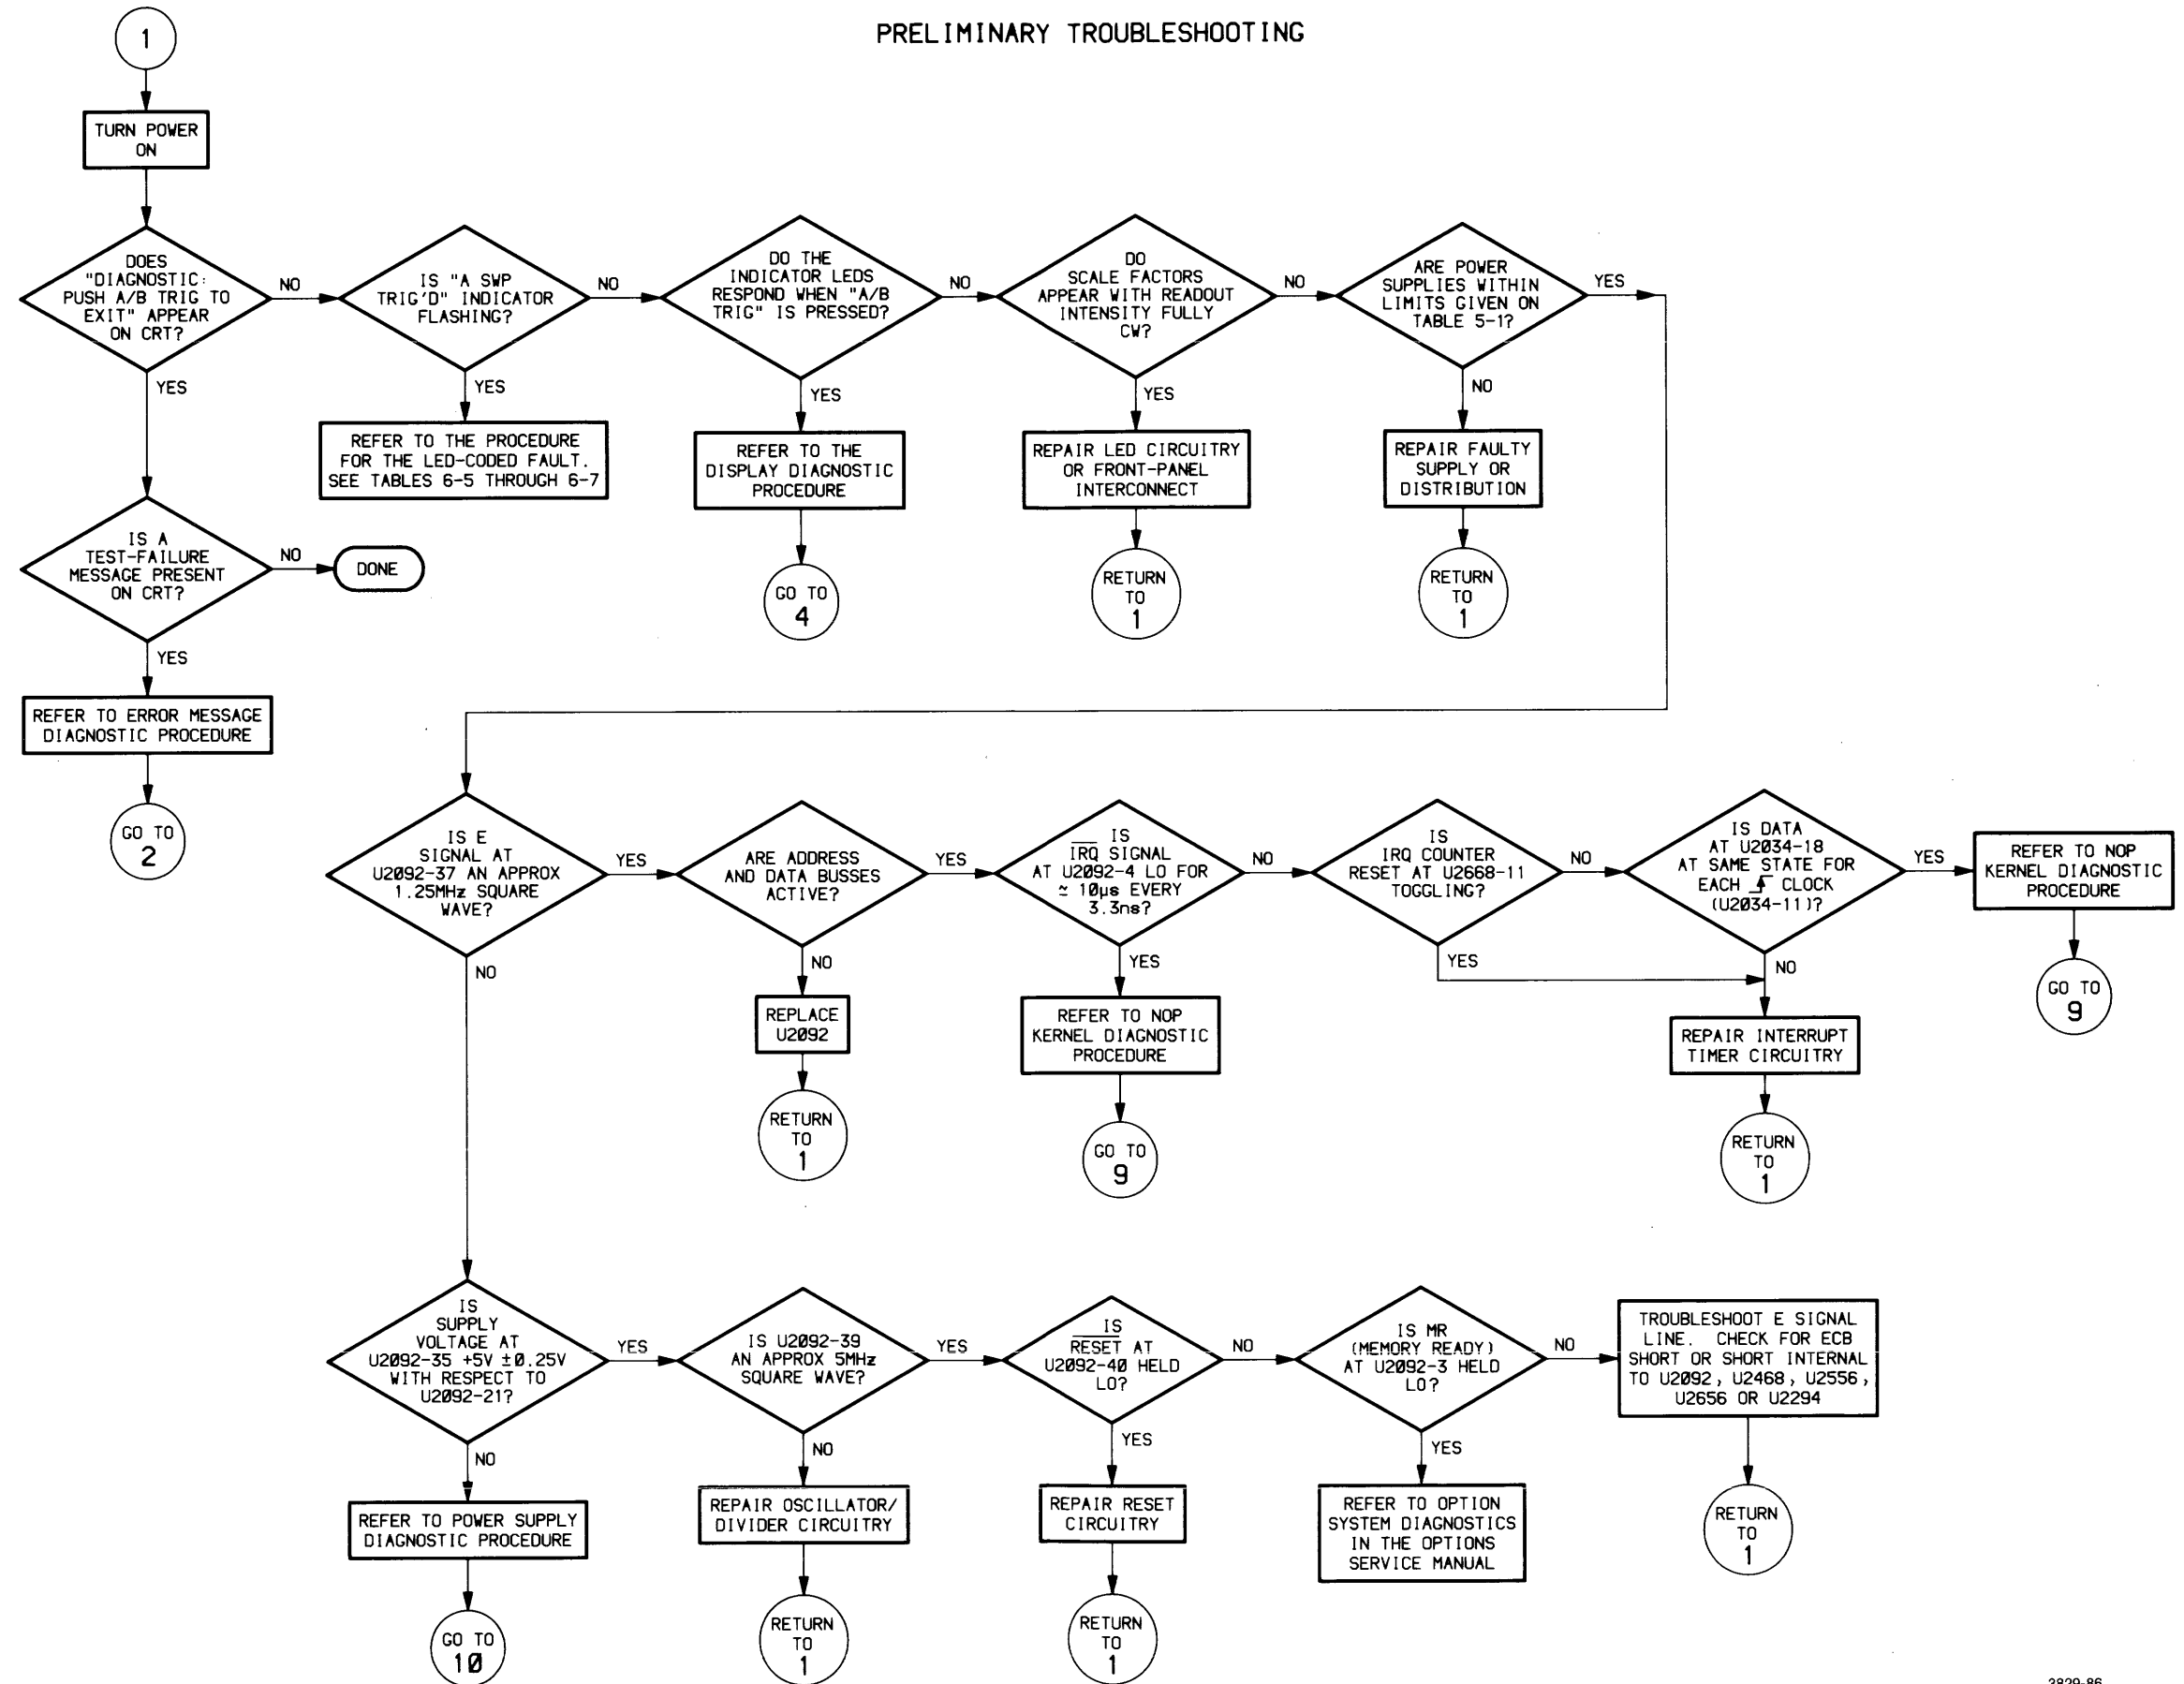 PRELIMINARY TROUBLESHOOTING
1
TURN POWER
ON
DOES
"DIAGNOSTIC:
PUSH A/B TRIG TO
EXIT" APPEAR
ON CRT?
NO
YES
IS "A SWP
TRIG'D" INDICATOR
FLASHING?
NO
YES
DO THE
INDICATOR LEDS
RESPOND WHEN "A/B
TRIG" IS PRESSED?
NO
YES
DO
SCALE FACTORS
APPEAR WITH READOUT
INTENSITY FULLY
CW?
NO
YES
ARE POWER
SUPPLIES WITHIN
LIMITS GIVEN ON
TABLE 5-1?
YES
NO
REFER TO THE PROCEDURE
FOR THE LED-CODED FAULT.
SEE TABLES 6-5 THROUGH 6-7
REFER TO THE
DISPLAY DIAGNOSTIC
PROCEDURE
REPAIR LED CIRCUITRY
OR FRONT-PANEL
INTERCONNECT
REPAIR FAULTY
SUPPLY OR
DISTRIBUTION
GO TO
4
RETURN
TO
1
RETURN
TO
1
IS A
TEST-FAILURE
MESSAGE PRESENT
ON CRT?
NO
DONE
YES
REFER TO ERROR MESSAGE
DIAGNOSTIC PROCEDURE
GO TO
2
IS E
SIGNAL AT
U2092-37 AN APPROX
1.25MHz SQUARE
WAVE?
YES
NO
ARE ADDRESS
AND DATA BUSSES
ACTIVE?
YES
NO
IS
IRQ SIGNAL
AT U2092-4 LO FOR
≃ 10µs EVERY
3.3ns?
NO
YES
IS
IRQ COUNTER
RESET AT U2668-11
TOGGLING?
NO
YES
IS DATA
AT U2034-18
AT SAME STATE FOR
EACH CLOCK
(U2034-11)?
YES
NO
REFER TO NOP
KERNEL DIAGNOSTIC
PROCEDURE
GO TO
9
REPLACE
U2092
RETURN
TO
1
REFER TO NOP
KERNEL DIAGNOSTIC
PROCEDURE
GO TO
9
REPAIR INTERRUPT
TIMER CIRCUITRY
RETURN
TO
1
IS
SUPPLY
VOLTAGE AT
U2092-35 +5V ±0.25V
WITH RESPECT TO
U2092-21?
YES
NO
IS U2092-39
AN APPROX 5MHz
SQUARE WAVE?
YES
NO
IS
RESET AT
U2092-40 HELD
LO?
NO
YES
IS MR
(MEMORY READY)
AT U2092-3 HELD
LO?
NO
YES
TROUBLESHOOT E SIGNAL
LINE. CHECK FOR ECB
SHORT OR SHORT INTERNAL
TO U2092, U2468, U2556,
U2656 OR U2294
REFER TO POWER SUPPLY
DIAGNOSTIC PROCEDURE
REPAIR OSCILLATOR/
DIVIDER CIRCUITRY
REPAIR RESET
CIRCUITRY
REFER TO OPTION
SYSTEM DIAGNOSTICS
IN THE OPTIONS
SERVICE MANUAL
RETURN
TO
1
GO TO
10
RETURN
TO
1
RETURN
TO
1
3829-86